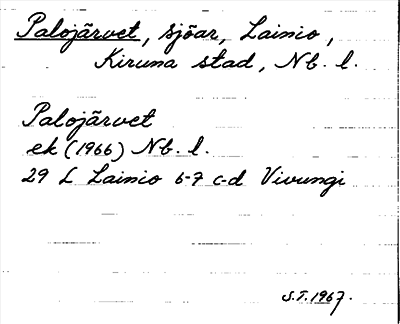 Palojärvet, sjöar, Lainio,
Kiruna stad, Nb. l.
Palojärvet
ek (1966) Nb. l.
29 L Lainio 6-7 c-d Vivungi
S.T. 1967.